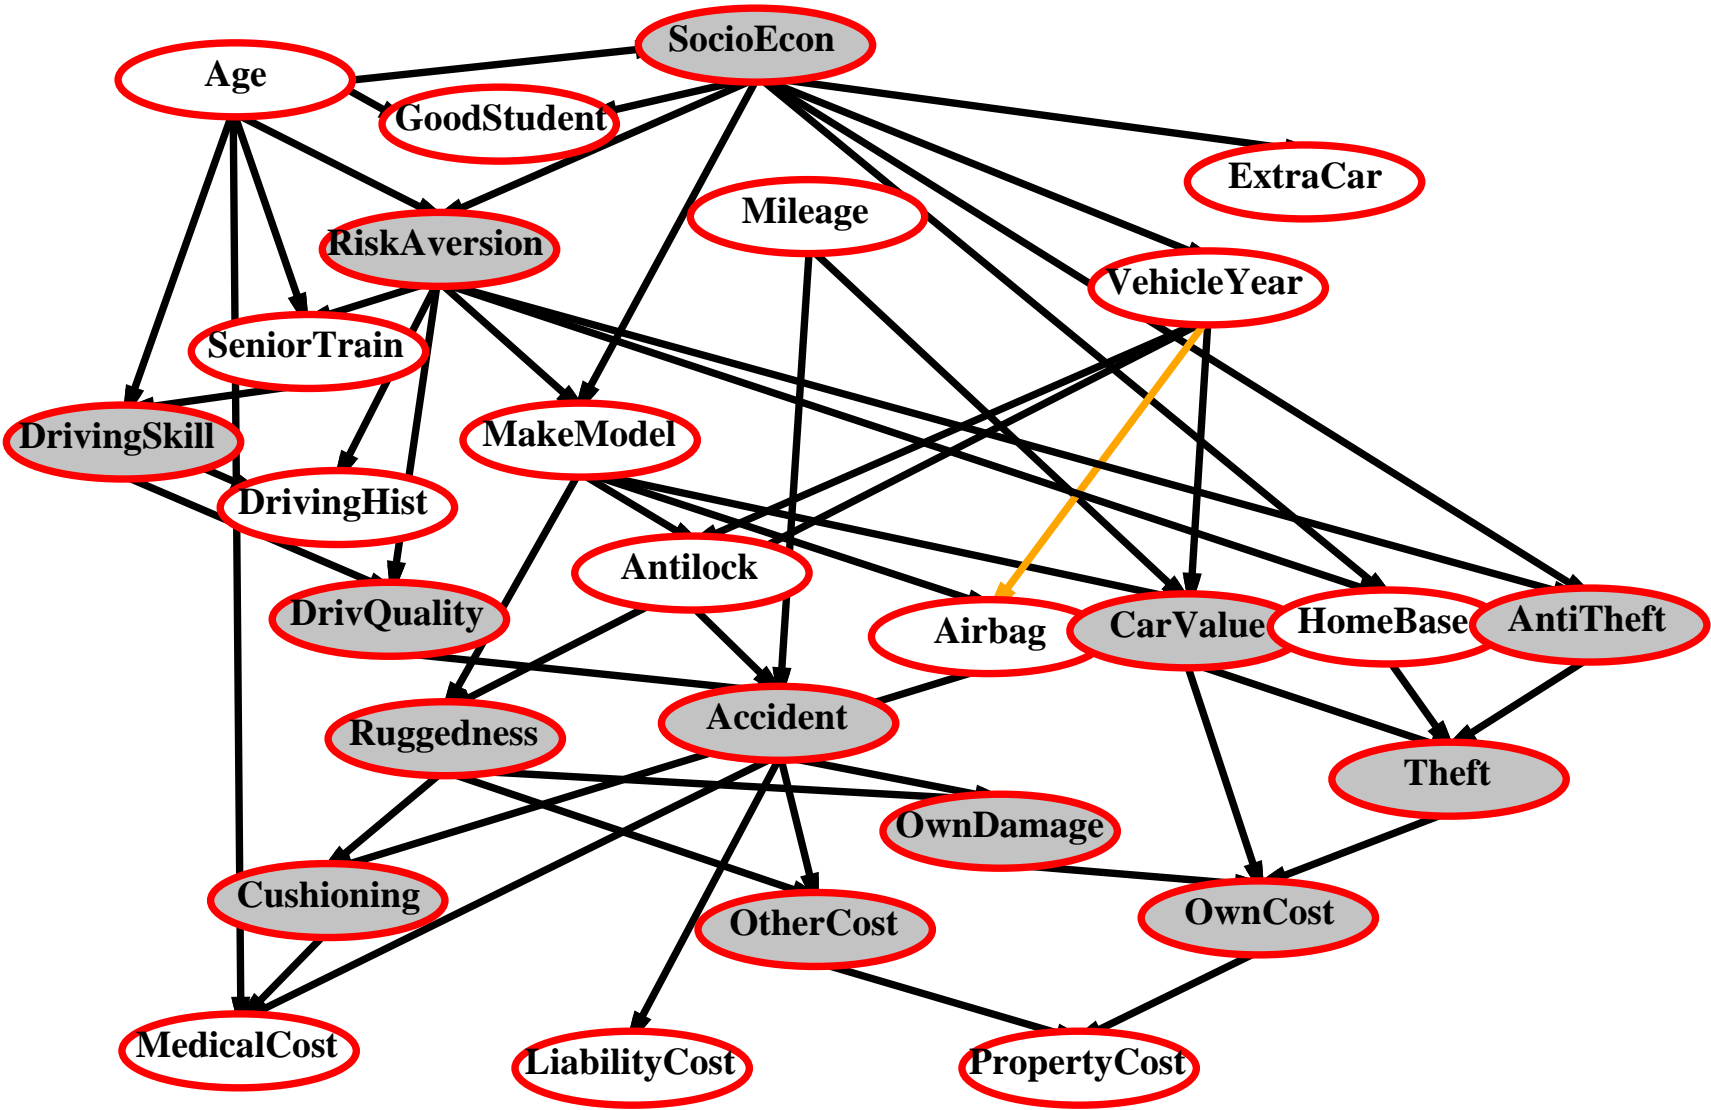 SocioEcon
Age
GoodStudent
ExtraCar
Mileage
RiskAversion
VehicleYear
SeniorTrain
DrivingSkill
MakeModel
DrivingHist
Antilock
DrivQuality
Airbag
CarValue
HomeBase
AntiTheft
Ruggedness
Accident
Theft
OwnDamage
Cushioning
OtherCost
OwnCost
MedicalCost
LiabilityCost
PropertyCost